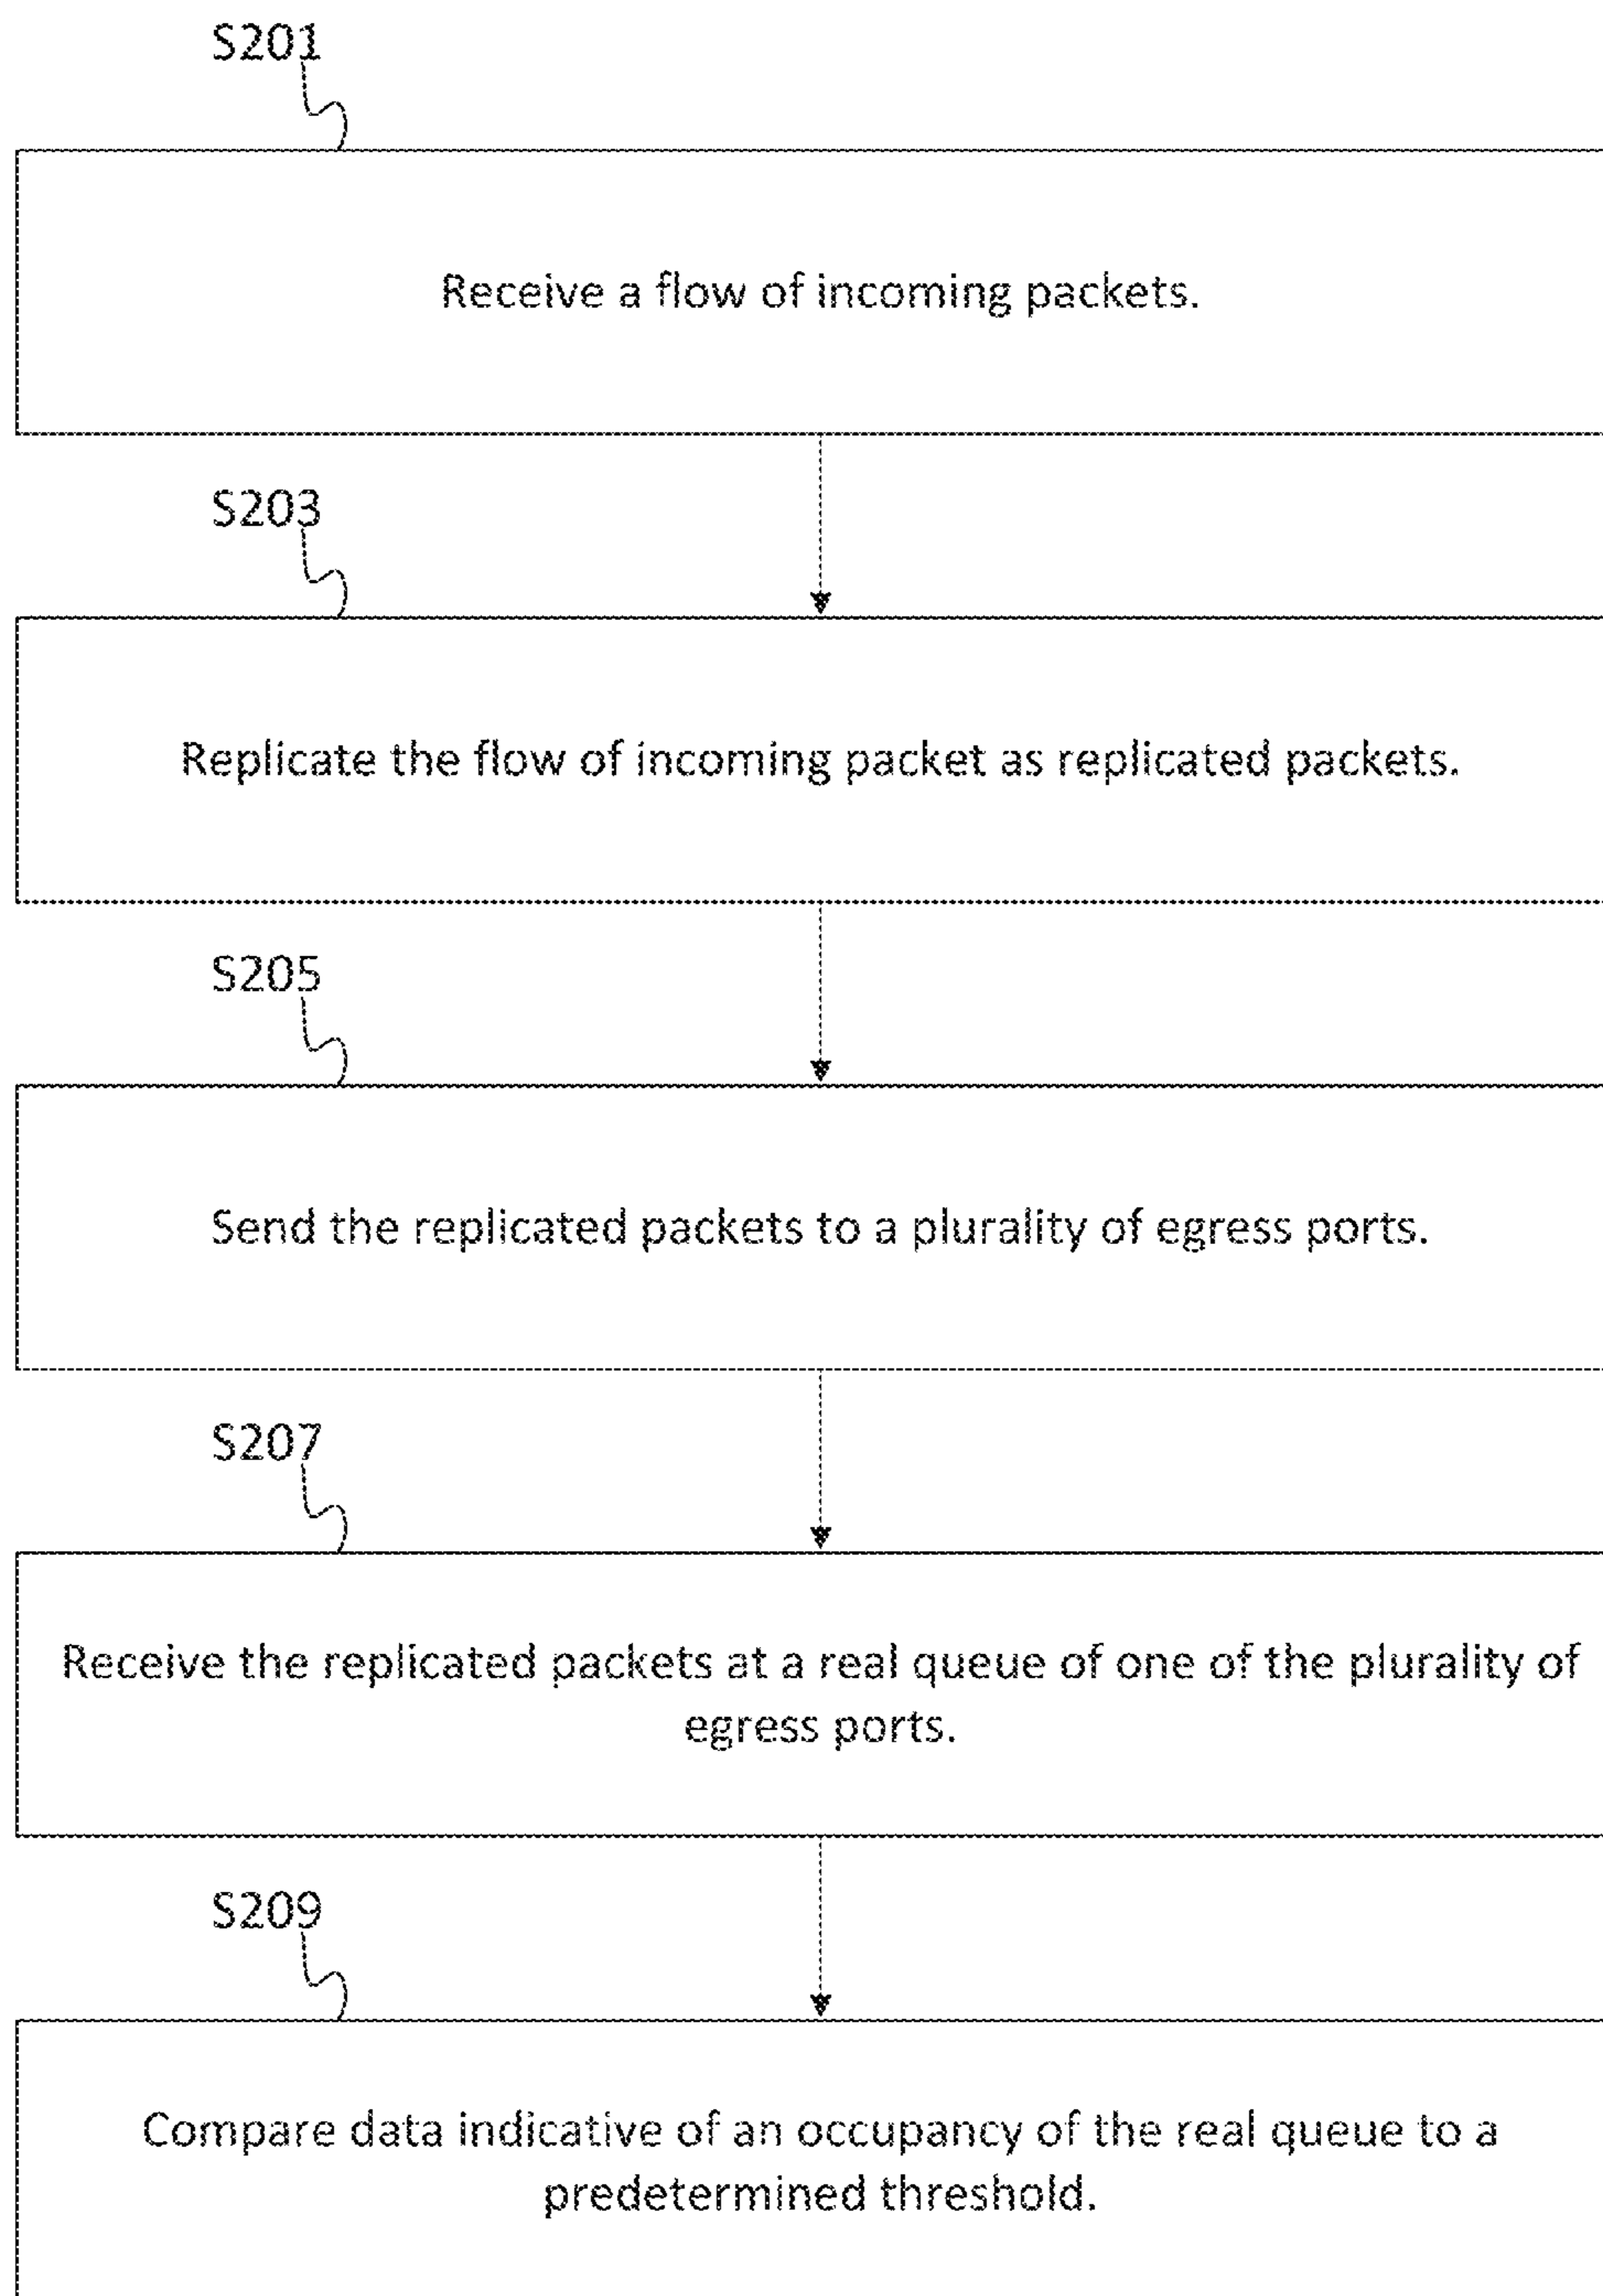 S201
Receive a flow of incoming packets.
S203
Replicate the flow of incoming packet as replicated packets.
S205
Send the replicated packets to a plurality of egress ports.
S207
Receive the replicated packets at a real queue of one of the plurality of
egress ports.
S209
Compare data indicative of an occupancy of the real queue to a
predetermined threshold.